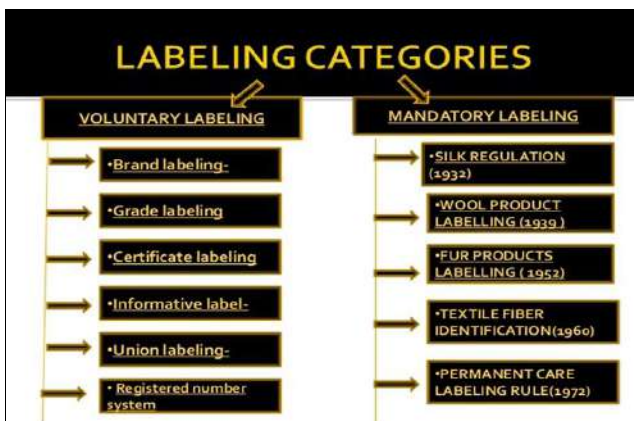 LABELING CATEGORIES
VOLUNTARY LABELING
•Brand labeling-
•Grade labeling
•Certificate labeling
•Informative label-
•Union labeling-
• Registered number
system
MANDATORY LABELING
•SILK REGULATION
(1932)
•WOOL PRODUCT
LABELLING (1939 )
•FUR PRODUCTS
LABELLING ( 1952)
•TEXTILE FIBER
IDENTIFICATION(1960)
•PERMANENT CARE
LABELING RULE(1972)